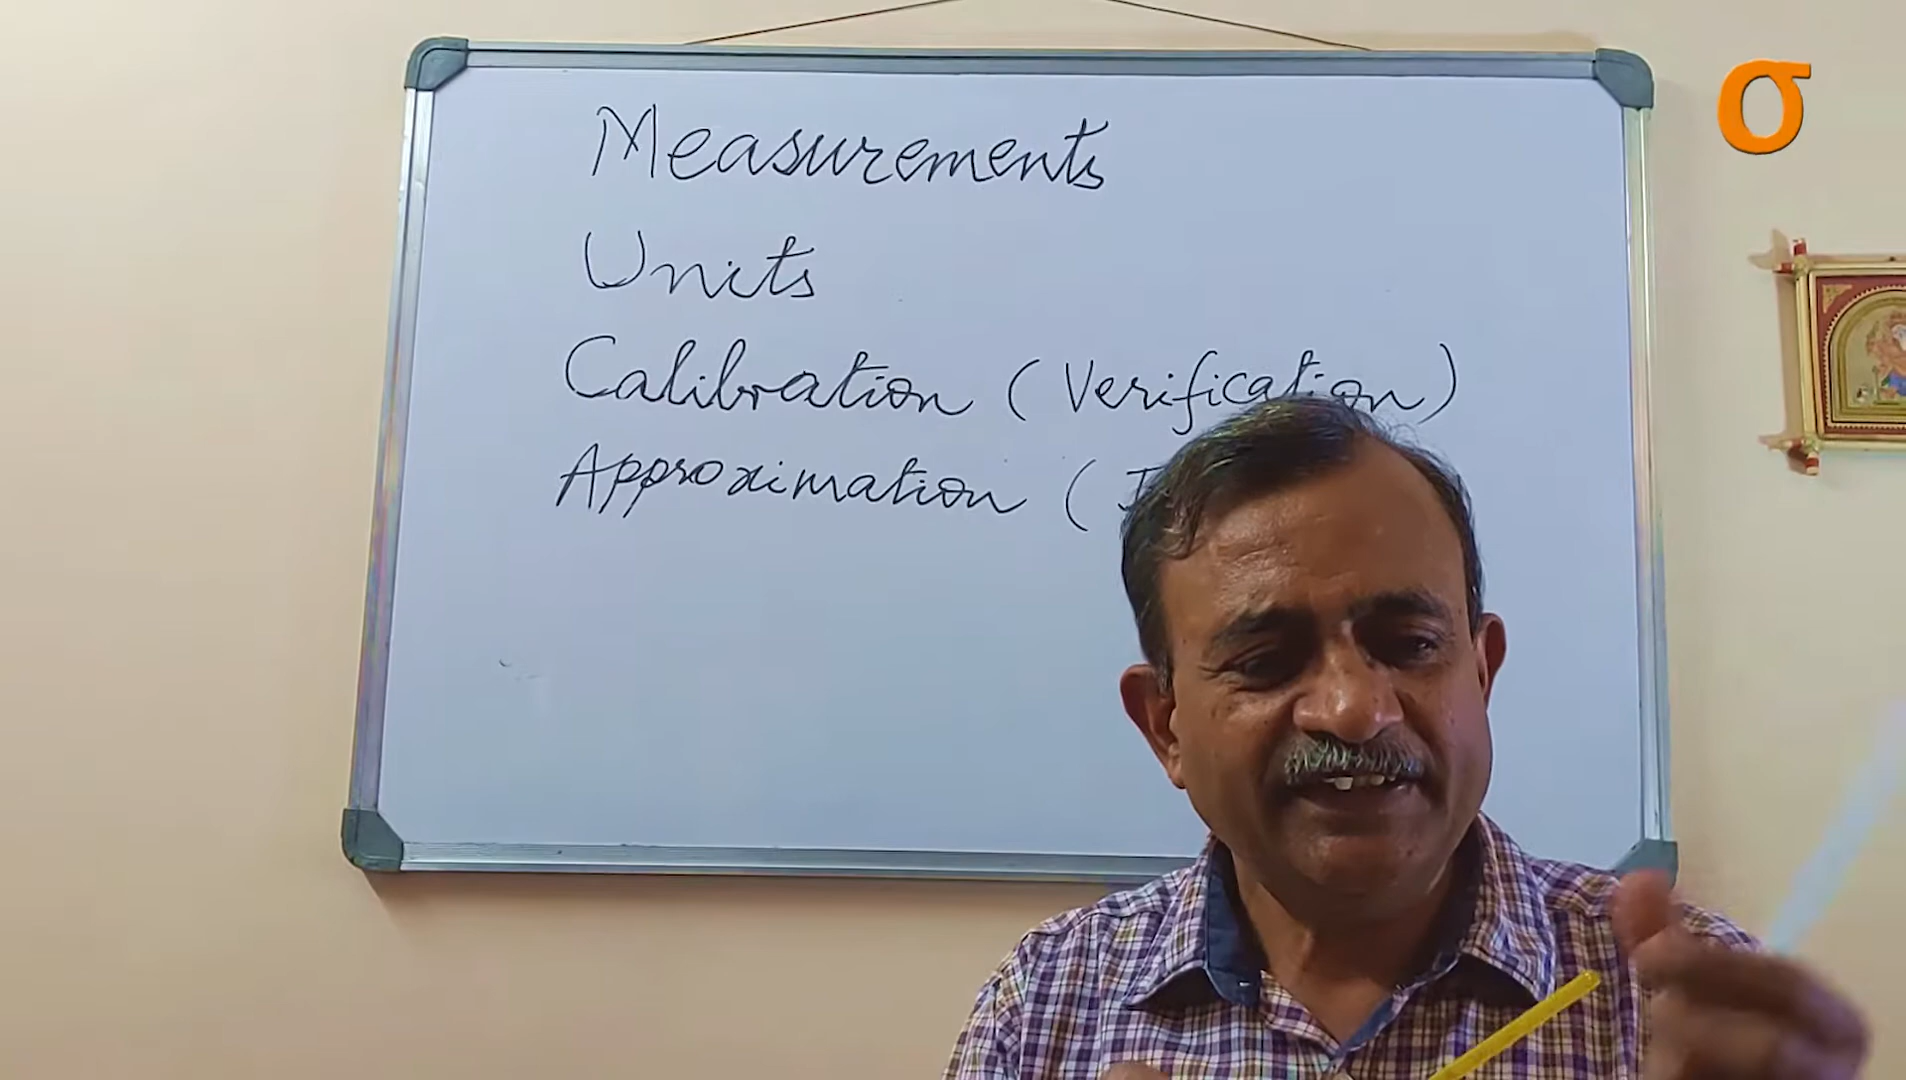 Measurements
Units
Calibration (Verification)
Approximation (
σ